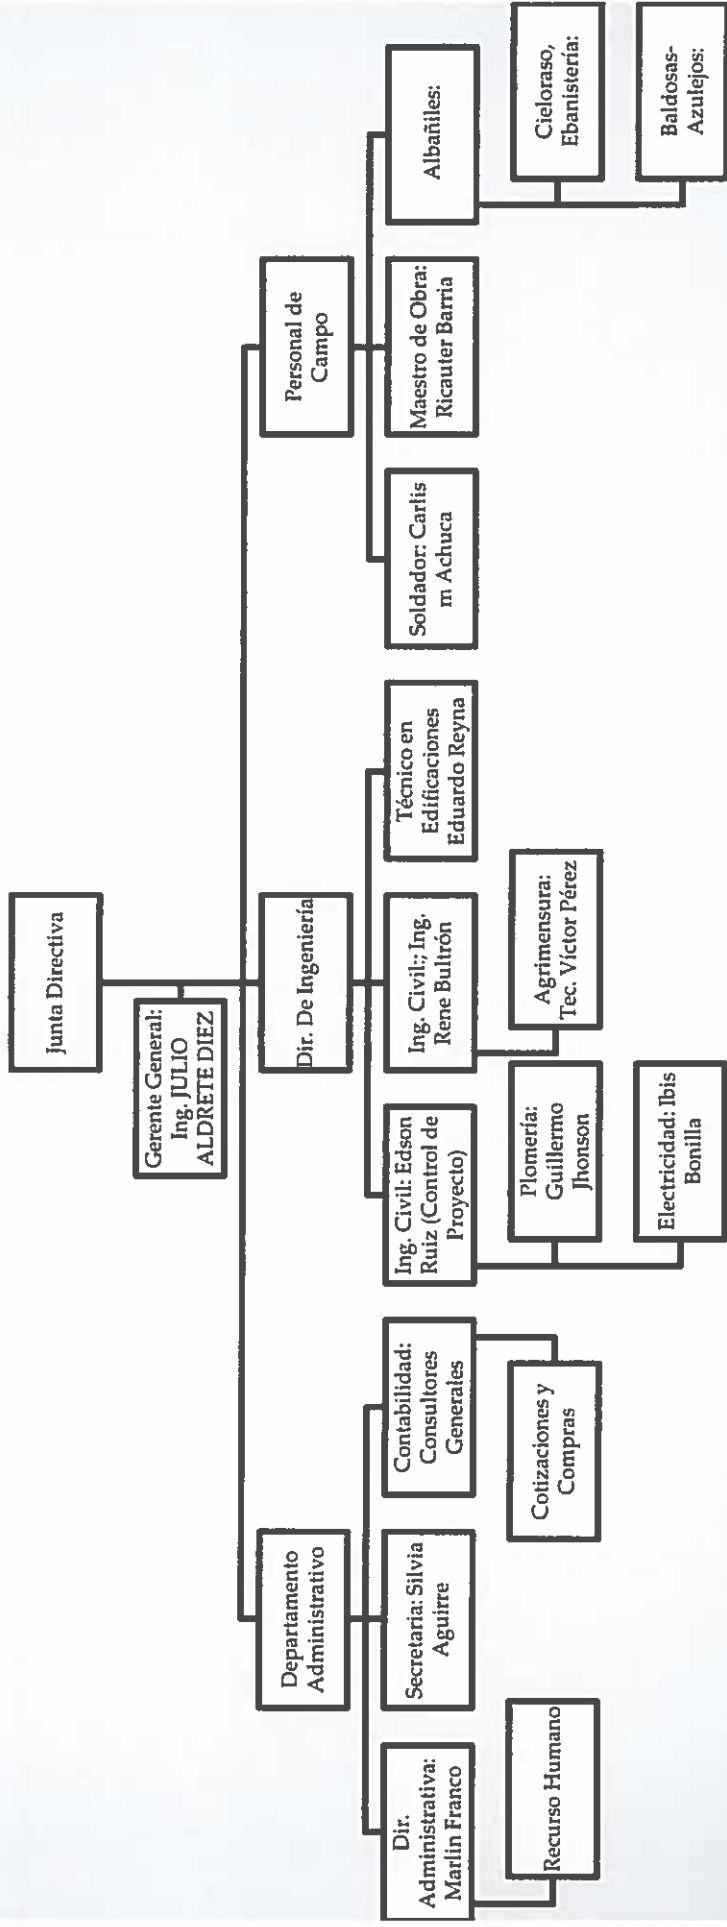 Junta Directiva
Gerente General:
Ing. JULIO
ALDRETE DIEZ
Departamento
Administrativo
Dir. De Ingeniería
Personal de
Campo
Dir.
Administrativa:
Marlin Franco
Secretaria: Silvia
Aguirre
Contabilidad:
Consultores
Generales
Ing. Civil: Edson
Ruiz (Control de
Proyecto)
Ing. Civil:; Ing.
Rene Bultrón
Técnico en
Edificaciones
Eduardo Reyna
Soldador: Carlis
m Achuca
Maestro de Obra:
Ricauter Barria
Albañiles:
Recurso Humano
Cotizaciones y
Compras
Plomería:
Guillermo
Jhonson
Agrimensura:
Tec. Víctor Pérez
Cieloraso,
Ebanistería:
Electricidad: Ibis
Bonilla
Baldosas-
Azulejos: